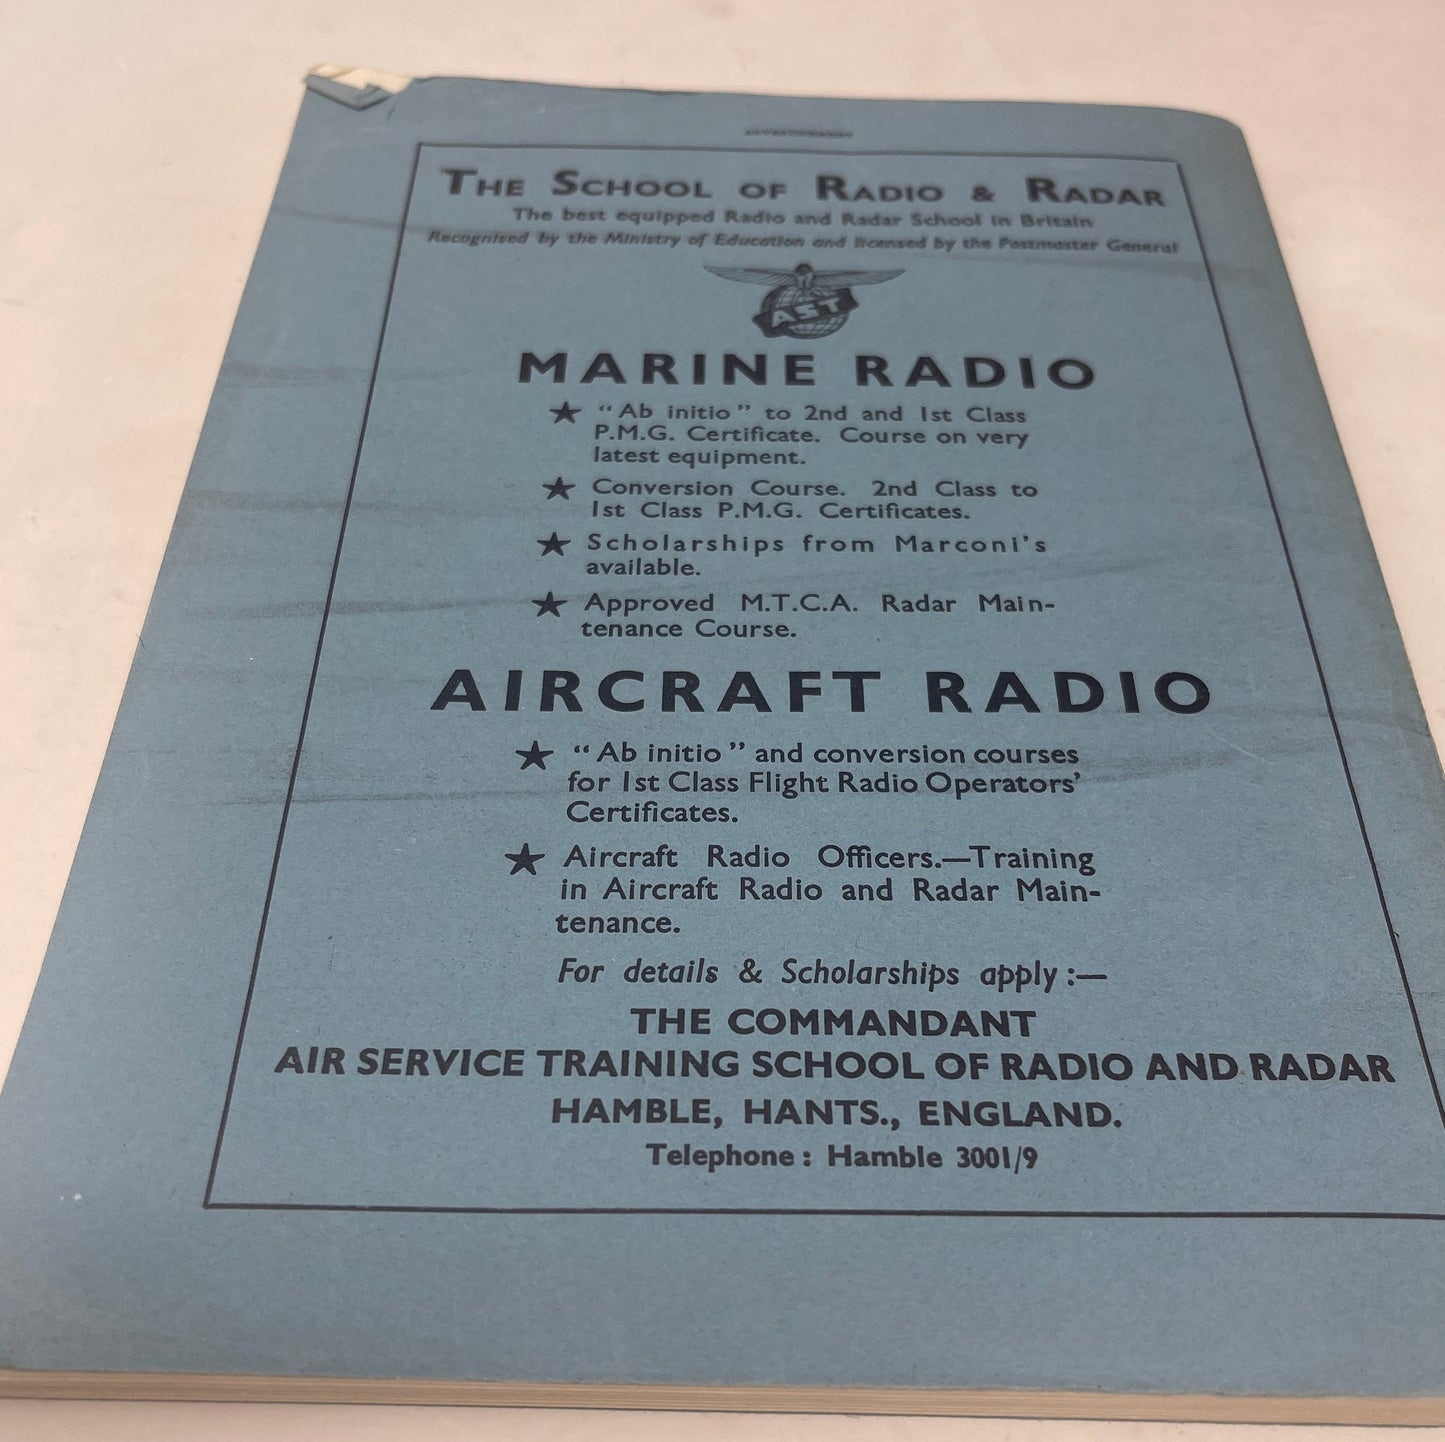 ADVERTISEMENT
THE SCHOOL OF RADIO & RADAR
The best equipped Radio and Radar School in Britain
Recognised by the Ministry of Education and licensed by the Postmaster General
AST
MARINE RADIO
★ “Ab initio” to 2nd and 1st Class
P.M.G. Certificate. Course on very
latest equipment.
★ Conversion Course. 2nd Class to
1st Class P.M.G. Certificates.
★ Scholarships from Marconi's
available.
★ Approved M.T.C.A. Radar Main-
tenance Course.
AIRCRAFT RADIO
★ “Ab initio” and conversion courses
for 1st Class Flight Radio Operators’
Certificates.
★ Aircraft Radio Officers.—Training
in Aircraft Radio and Radar Main-
tenance.
For details & Scholarships apply :—
THE COMMANDANT
AIR SERVICE TRAINING SCHOOL OF RADIO AND RADAR
HAMBLE, HANTS., ENGLAND.
Telephone : Hamble 3001/9